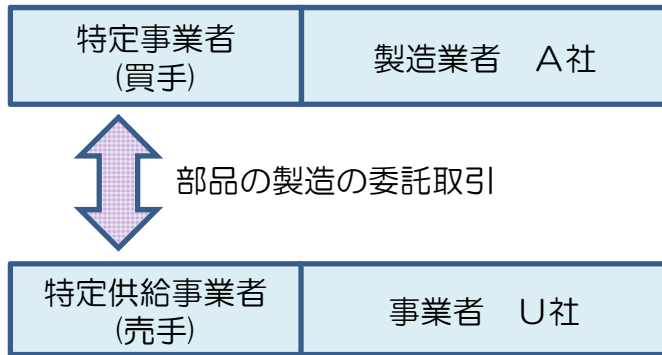 特定事業者
(買手)
製造業者　A社
部品の製造の委託取引
特定供給事業者
(売手)
事業者　U社